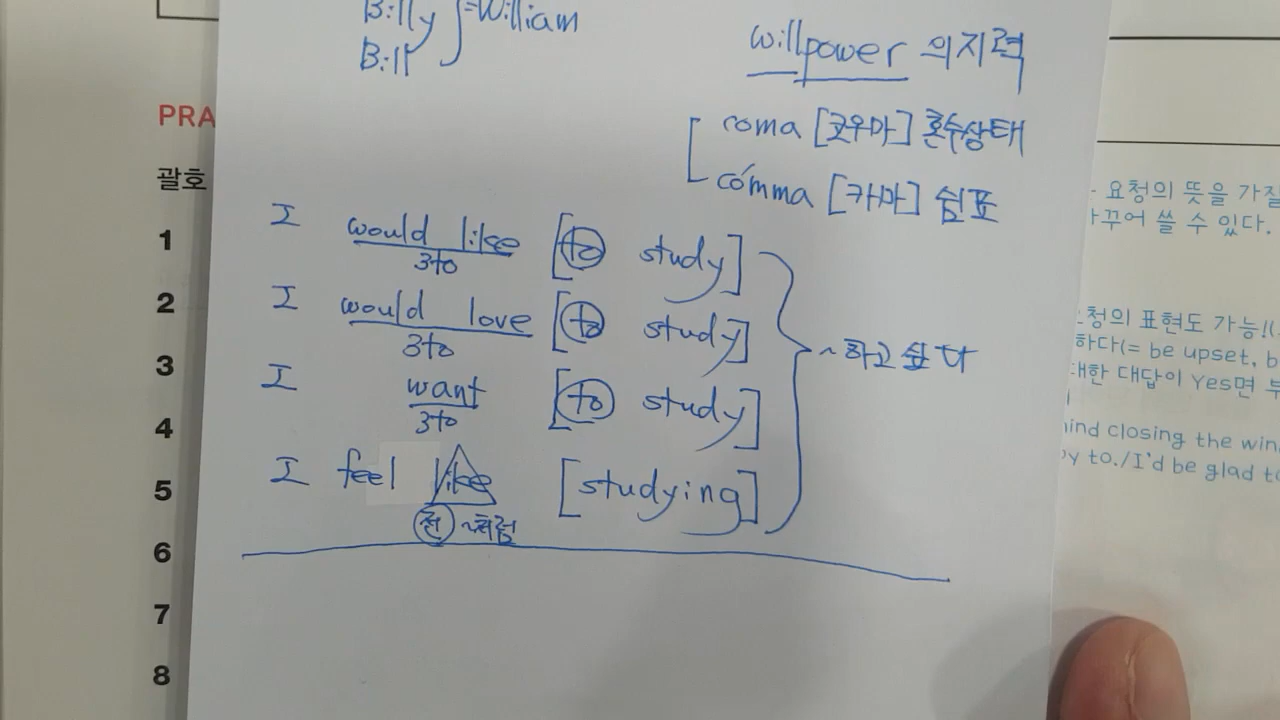 Billy
Bill
=William
willpower 의지력
coma [코우마] 혼수상태
comma [카마] 쉼표
PRA
괄호
1
2
3
4
5
6
7
8
I would like [to study]
3to
I would love [to study]
3to
I want [to study]
3to
I feel like [studying]
전 ~처럼
~하고 싶다
요청의 뜻을 가질
꾸어 쓸 수 있다.
청의 표현도 가능!(
하다(= be upset, b
대한 대답이 Yes면 부
ind closing the win
y to./I'd be glad to